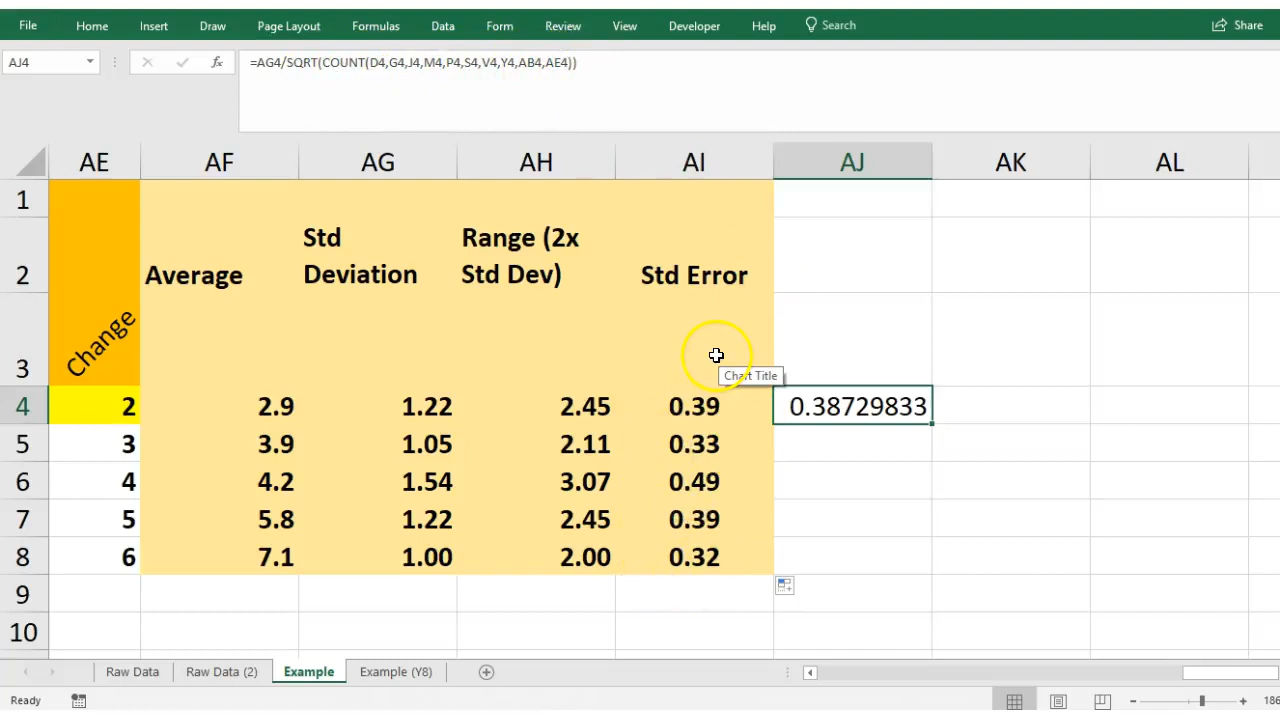 File Home Insert Draw Page Layout Formulas Data Form Review View Developer Help Search Share
AJ4 fx =AG4/SQRT(COUNT(D4,G4,J4,M4,P4,S4,V4,Y4,AB4,AE4))
AE AF AG AH AI AJ AK AL
1
2 Average Std Deviation Range (2x Std Dev) Std Error
3 Change
Chart Title
4 2 2.9 1.22 2.45 0.39 0.38729833
5 3 3.9 1.05 2.11 0.33
6 4 4.2 1.54 3.07 0.49
7 5 5.8 1.22 2.45 0.39
8 6 7.1 1.00 2.00 0.32
9
10
Raw Data Raw Data (2) Example Example (Y8)
Ready 186